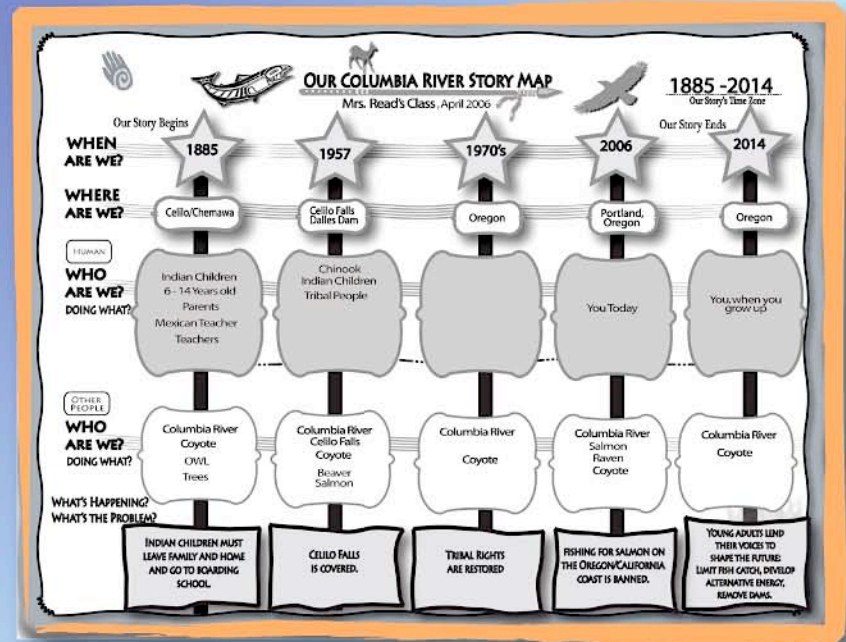 OUR COLUMBIA RIVER STORY MAP
Mrs. Read's Class, April 2006
1885 -2014
Our Story's Time Zone
Our Story Begins
Our Story Ends
WHEN
ARE WE?
1885
1957
1970's
2006
2014
WHERE
ARE WE?
Celilo/Chemawa
Celilo Falls
Dalles Dam
Oregon
Portland,
Oregon
Oregon
HUMAN
WHO
ARE WE?
DOING WHAT?
Indian Children
6 - 14 Years old
Parents
Mexican Teacher
Teachers
Chinook
Indian Children
Tribal People
You Today
You, when you
grow up
OTHER
PEOPLE
WHO
ARE WE?
DOING WHAT?
Columbia River
Coyote
OWL
Trees
Columbia River
Celilo Falls
Coyote
Beaver
Salmon
Columbia River
Coyote
Columbia River
Salmon
Raven
Coyote
Columbia River
Coyote
WHAT'S HAPPENING?
WHAT'S THE PROBLEM?
INDIAN CHILDREN MUST
LEAVE FAMILY AND HOME
AND GO TO BOARDING
SCHOOL.
CELILO FALLS
IS COVERED.
TRIBAL RIGHTS
ARE RESTORED
FISHING FOR SALMON ON
THE OREGON/CALIFORNIA
COAST IS BANNED.
YOUNG ADULTS LEND
THEIR VOICES TO
SHAPE THE FUTURE:
LIMIT FISH CATCH, DEVELOP
ALTERNATIVE ENERGY,
REMOVE DAMS.